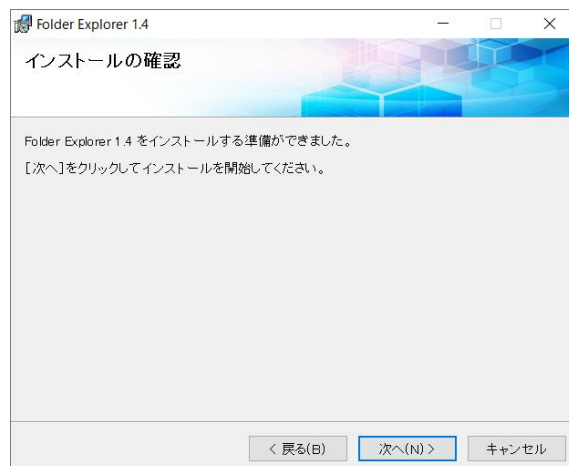 Folder Explorer 1.4
インストールの確認
Folder Explorer 1.4 をインストールする準備ができました。
[次へ]をクリックしてインストールを開始してください。
< 戻る(B)
次へ(N) >
キャンセル